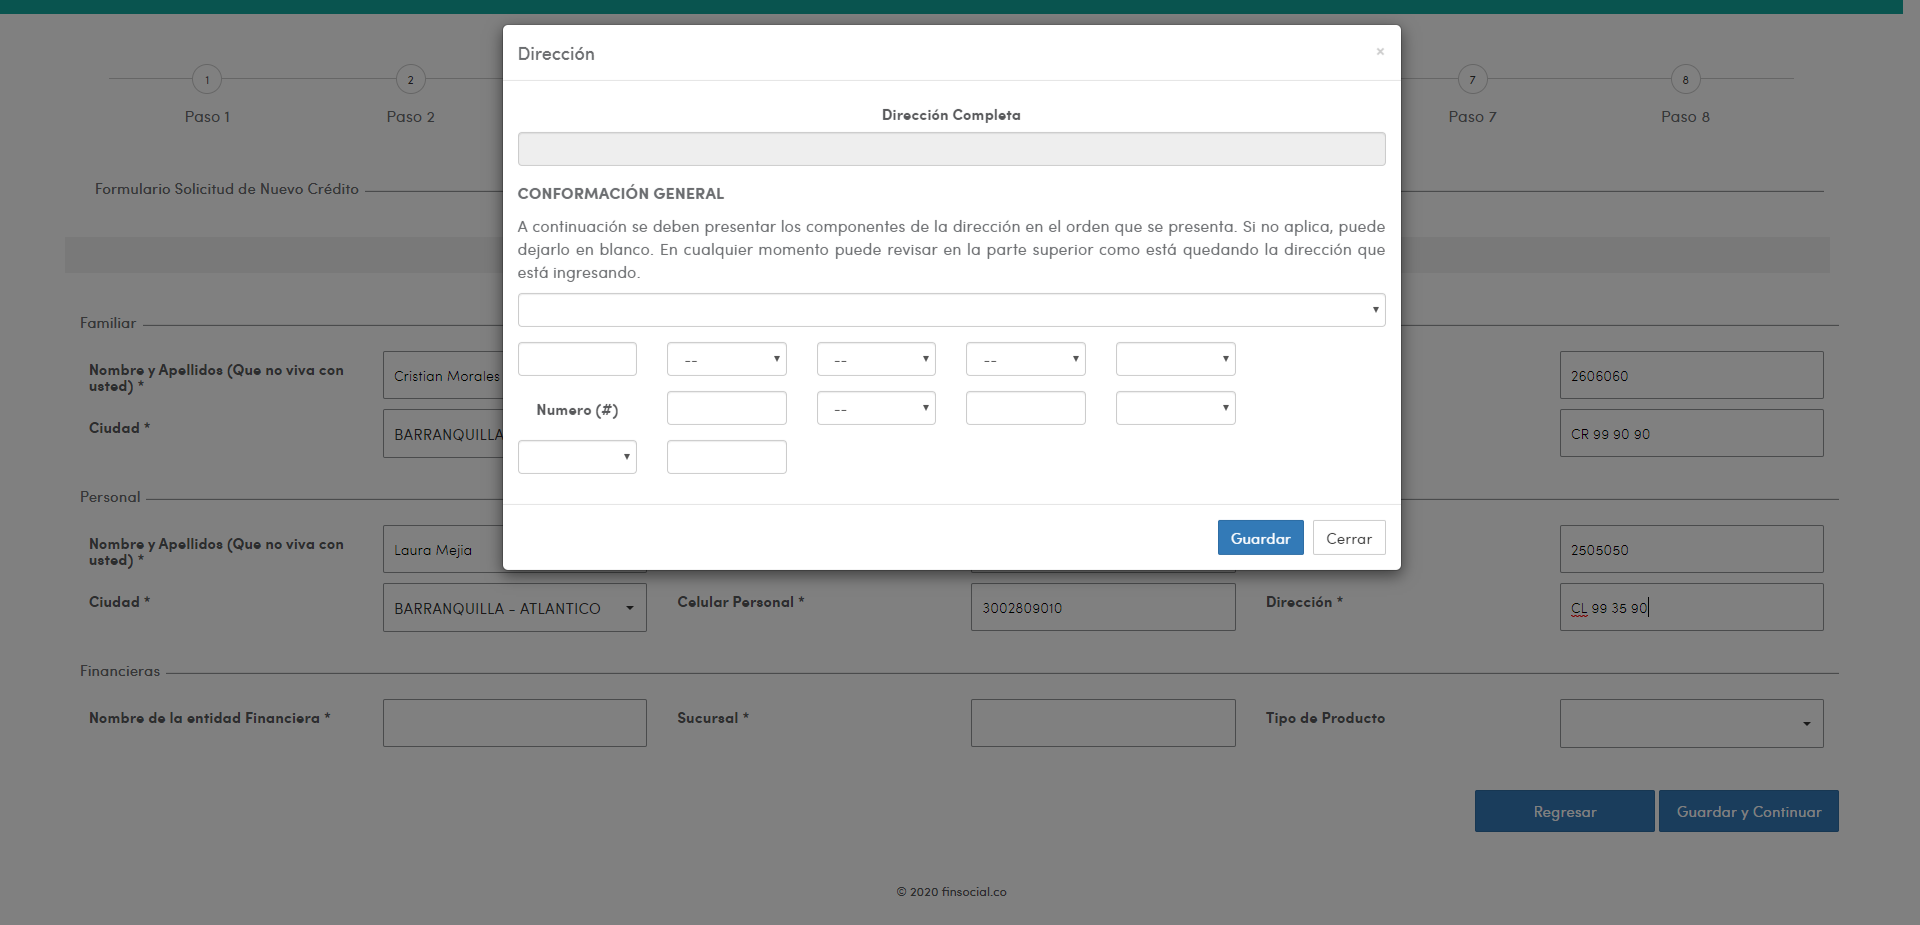 Dirección
×
1
2
7
8
Paso 1
Paso 2
Paso 7
Paso 8
Dirección Completa
Formulario Solicitud de Nuevo Crédito
CONFORMACIÓN GENERAL
A continuación se deben presentar los componentes de la dirección en el orden que se presenta. Si no aplica, puede
dejarlo en blanco. En cualquier momento puede revisar en la parte superior como está quedando la dirección que
está ingresando.
-- -- --
Numero (#)
--
Guardar
Cerrar
Familiar
Nombre y Apellidos (Que no viva con
usted) *
Cristian Morales
2606060
Ciudad *
BARRANQUILLA
CR 99 90 90
Personal
Nombre y Apellidos (Que no viva con
usted) *
Laura Mejia
2505050
Ciudad *
BARRANQUILLA - ATLANTICO
Celular Personal *
3002809010
Dirección *
CL 99 35 90
Financieras
Nombre de la entidad Financiera *
Sucursal *
Tipo de Producto
Regresar
Guardar y Continuar
© 2020 finsocial.co